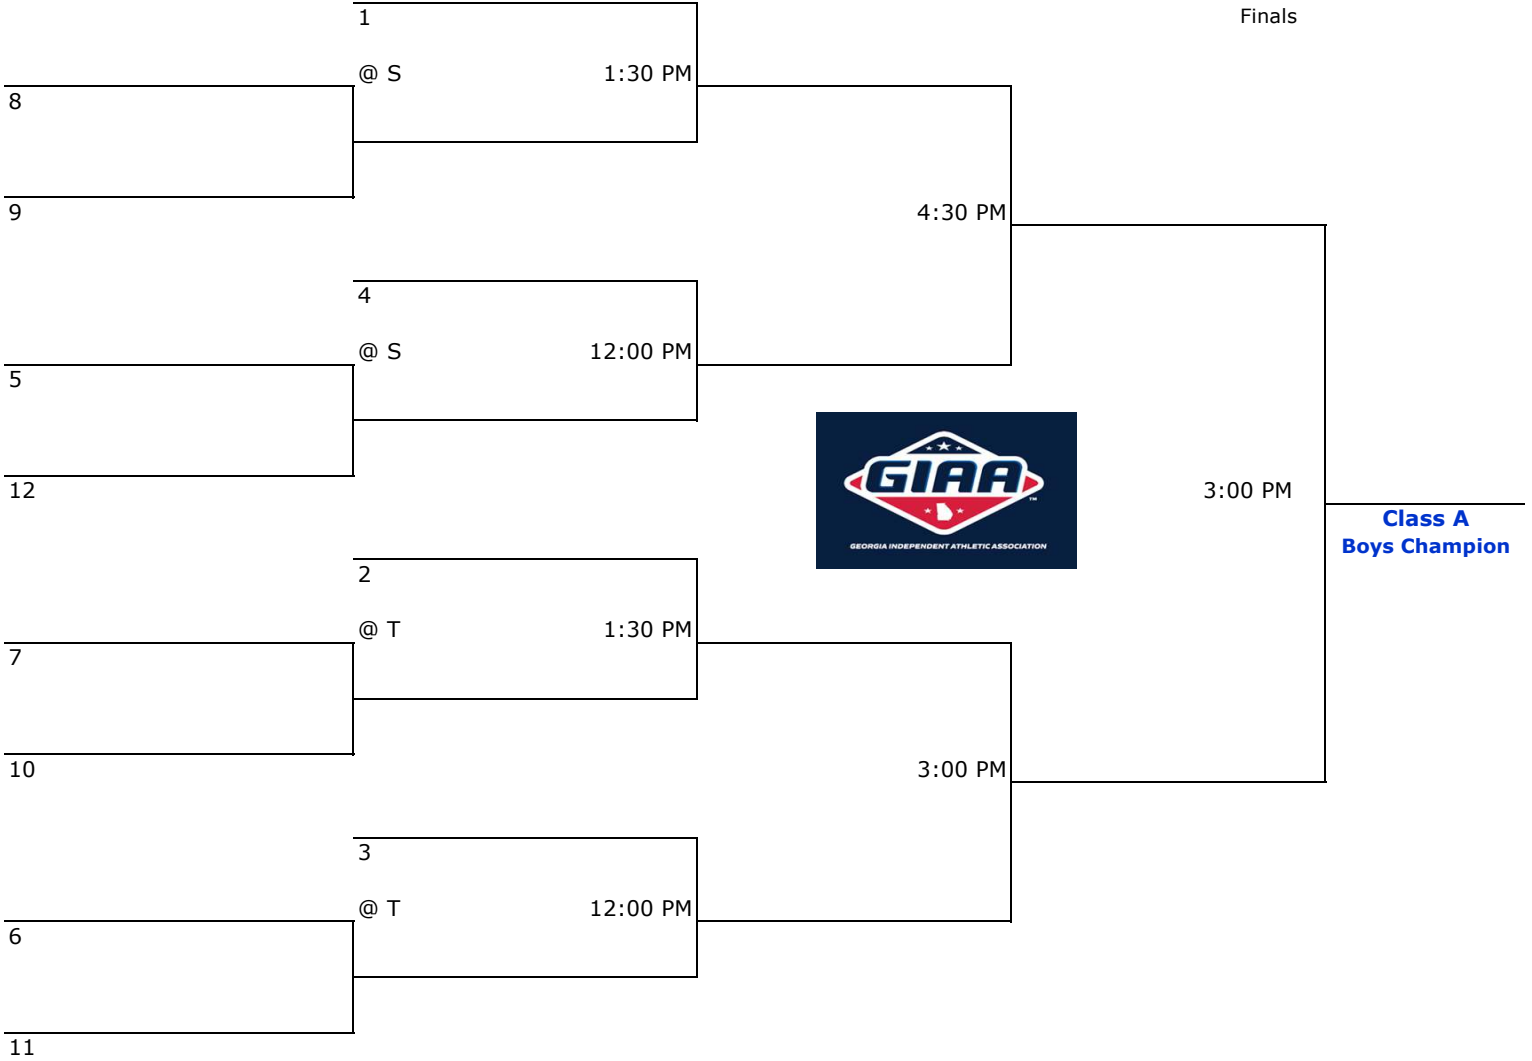 1
Finals
@ S 1:30 PM
8
9
4:30 PM
4
@ S 12:00 PM
5
12
GIAA
TM
GEORGIA INDEPENDENT ATHLETIC ASSOCIATION
3:00 PM
Class A
Boys Champion
2
@ T 1:30 PM
7
10
3:00 PM
3
@ T 12:00 PM
6
11